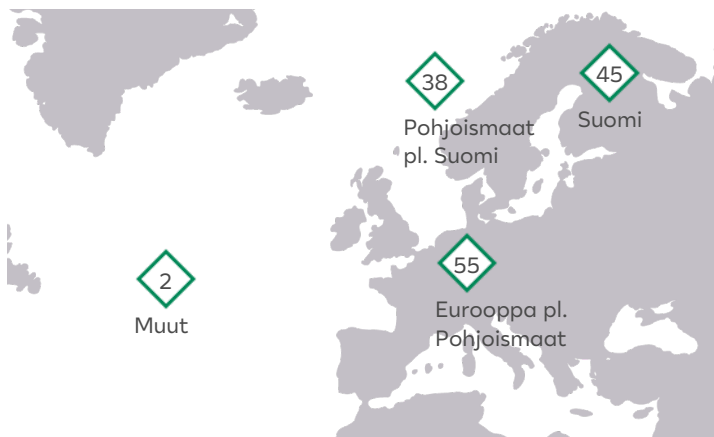 38
Pohjoismaat
pl. Suomi
45
Suomi
2
Muut
55
Eurooppa pl.
Pohjoismaat